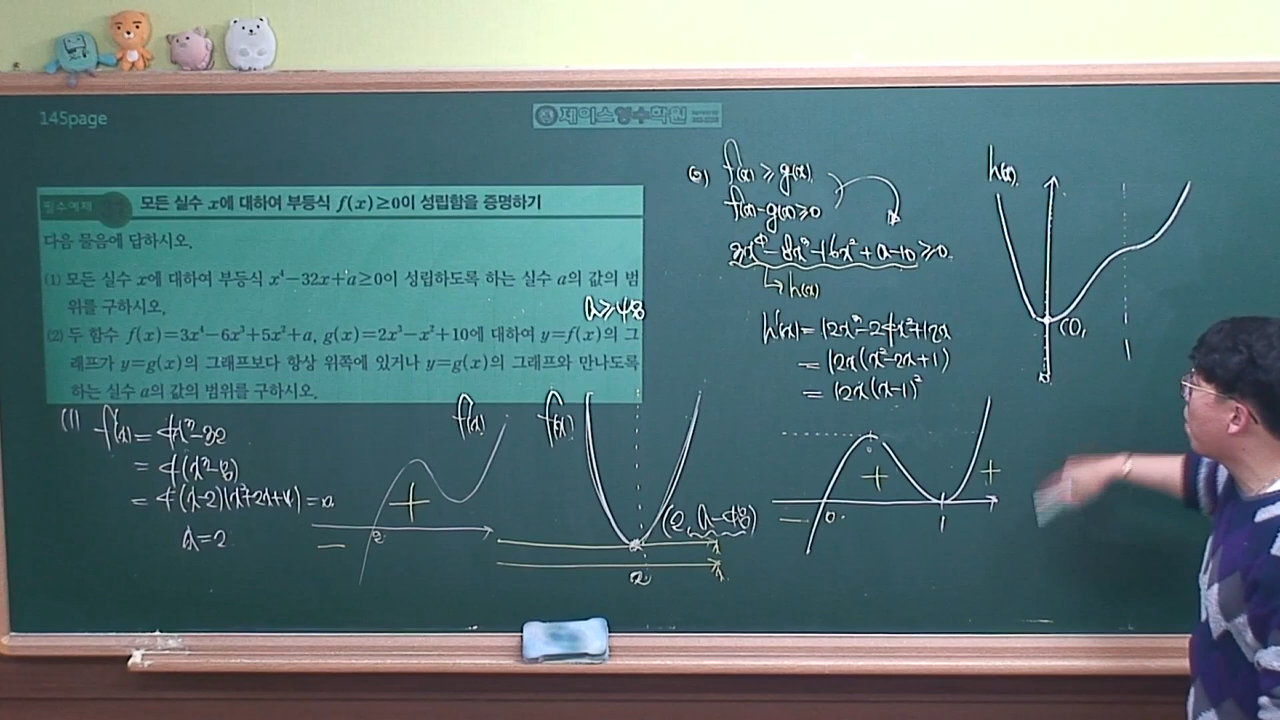 145page
제이스영수학원
필수예제
모든 실수 x에 대하여 부등식 f(x)≥0이 성립함을 증명하기
다음 물음에 답하시오.
(1) 모든 실수 x에 대하여 부등식 x⁴−32x+a≥0이 성립하도록 하는 실수 a의 값의 범
위를 구하시오.
a≥48
(2) 두 함수 f(x)=3x⁴−6x³+5x²+a, g(x)=2x³−x²+10에 대하여 y=f(x)의 그
래프가 y=g(x)의 그래프보다 항상 위쪽에 있거나 y=g(x)의 그래프와 만나도록
하는 실수 a의 값의 범위를 구하시오.
(1) f'(x)=4x³−32
=4(x³−8)
=4(x−2)(x²+2x+4)=0
x=2
f'(x)
+
−
2
f(x)
(2, a−48)
x
x
2
(2) f(x)≥g(x)
f(x)−g(x)≥0
3x⁴−8x³+6x²+a−10≥0
h(x)
h'(x)=12x³−24x²+12x
=12x(x²−2x+1)
=12x(x−1)²
+
+
−
0
1
h(x)
(0,
0
1